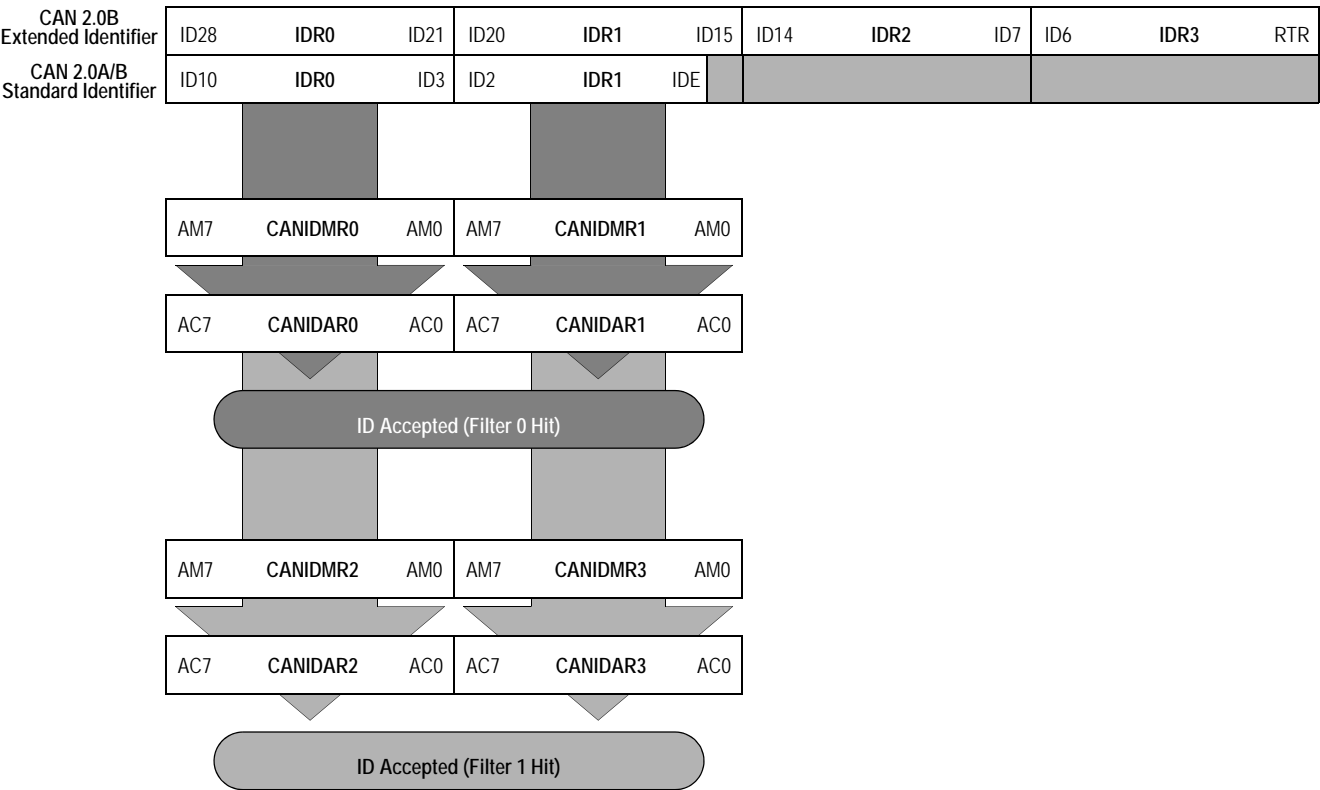 CAN 2.0B
Extended Identifier ID28 IDR0 ID21 ID20 IDR1 ID15 ID14 IDR2 ID7 ID6 IDR3 RTR
CAN 2.0A/B
Standard Identifier ID10 IDR0 ID3 ID2 IDR1 IDE
AM7 CANIDMR0 AM0 AM7 CANIDMR1 AM0
AC7 CANIDAR0 AC0 AC7 CANIDAR1 AC0
ID Accepted (Filter 0 Hit)
AM7 CANIDMR2 AM0 AM7 CANIDMR3 AM0
AC7 CANIDAR2 AC0 AC7 CANIDAR3 AC0
ID Accepted (Filter 1 Hit)